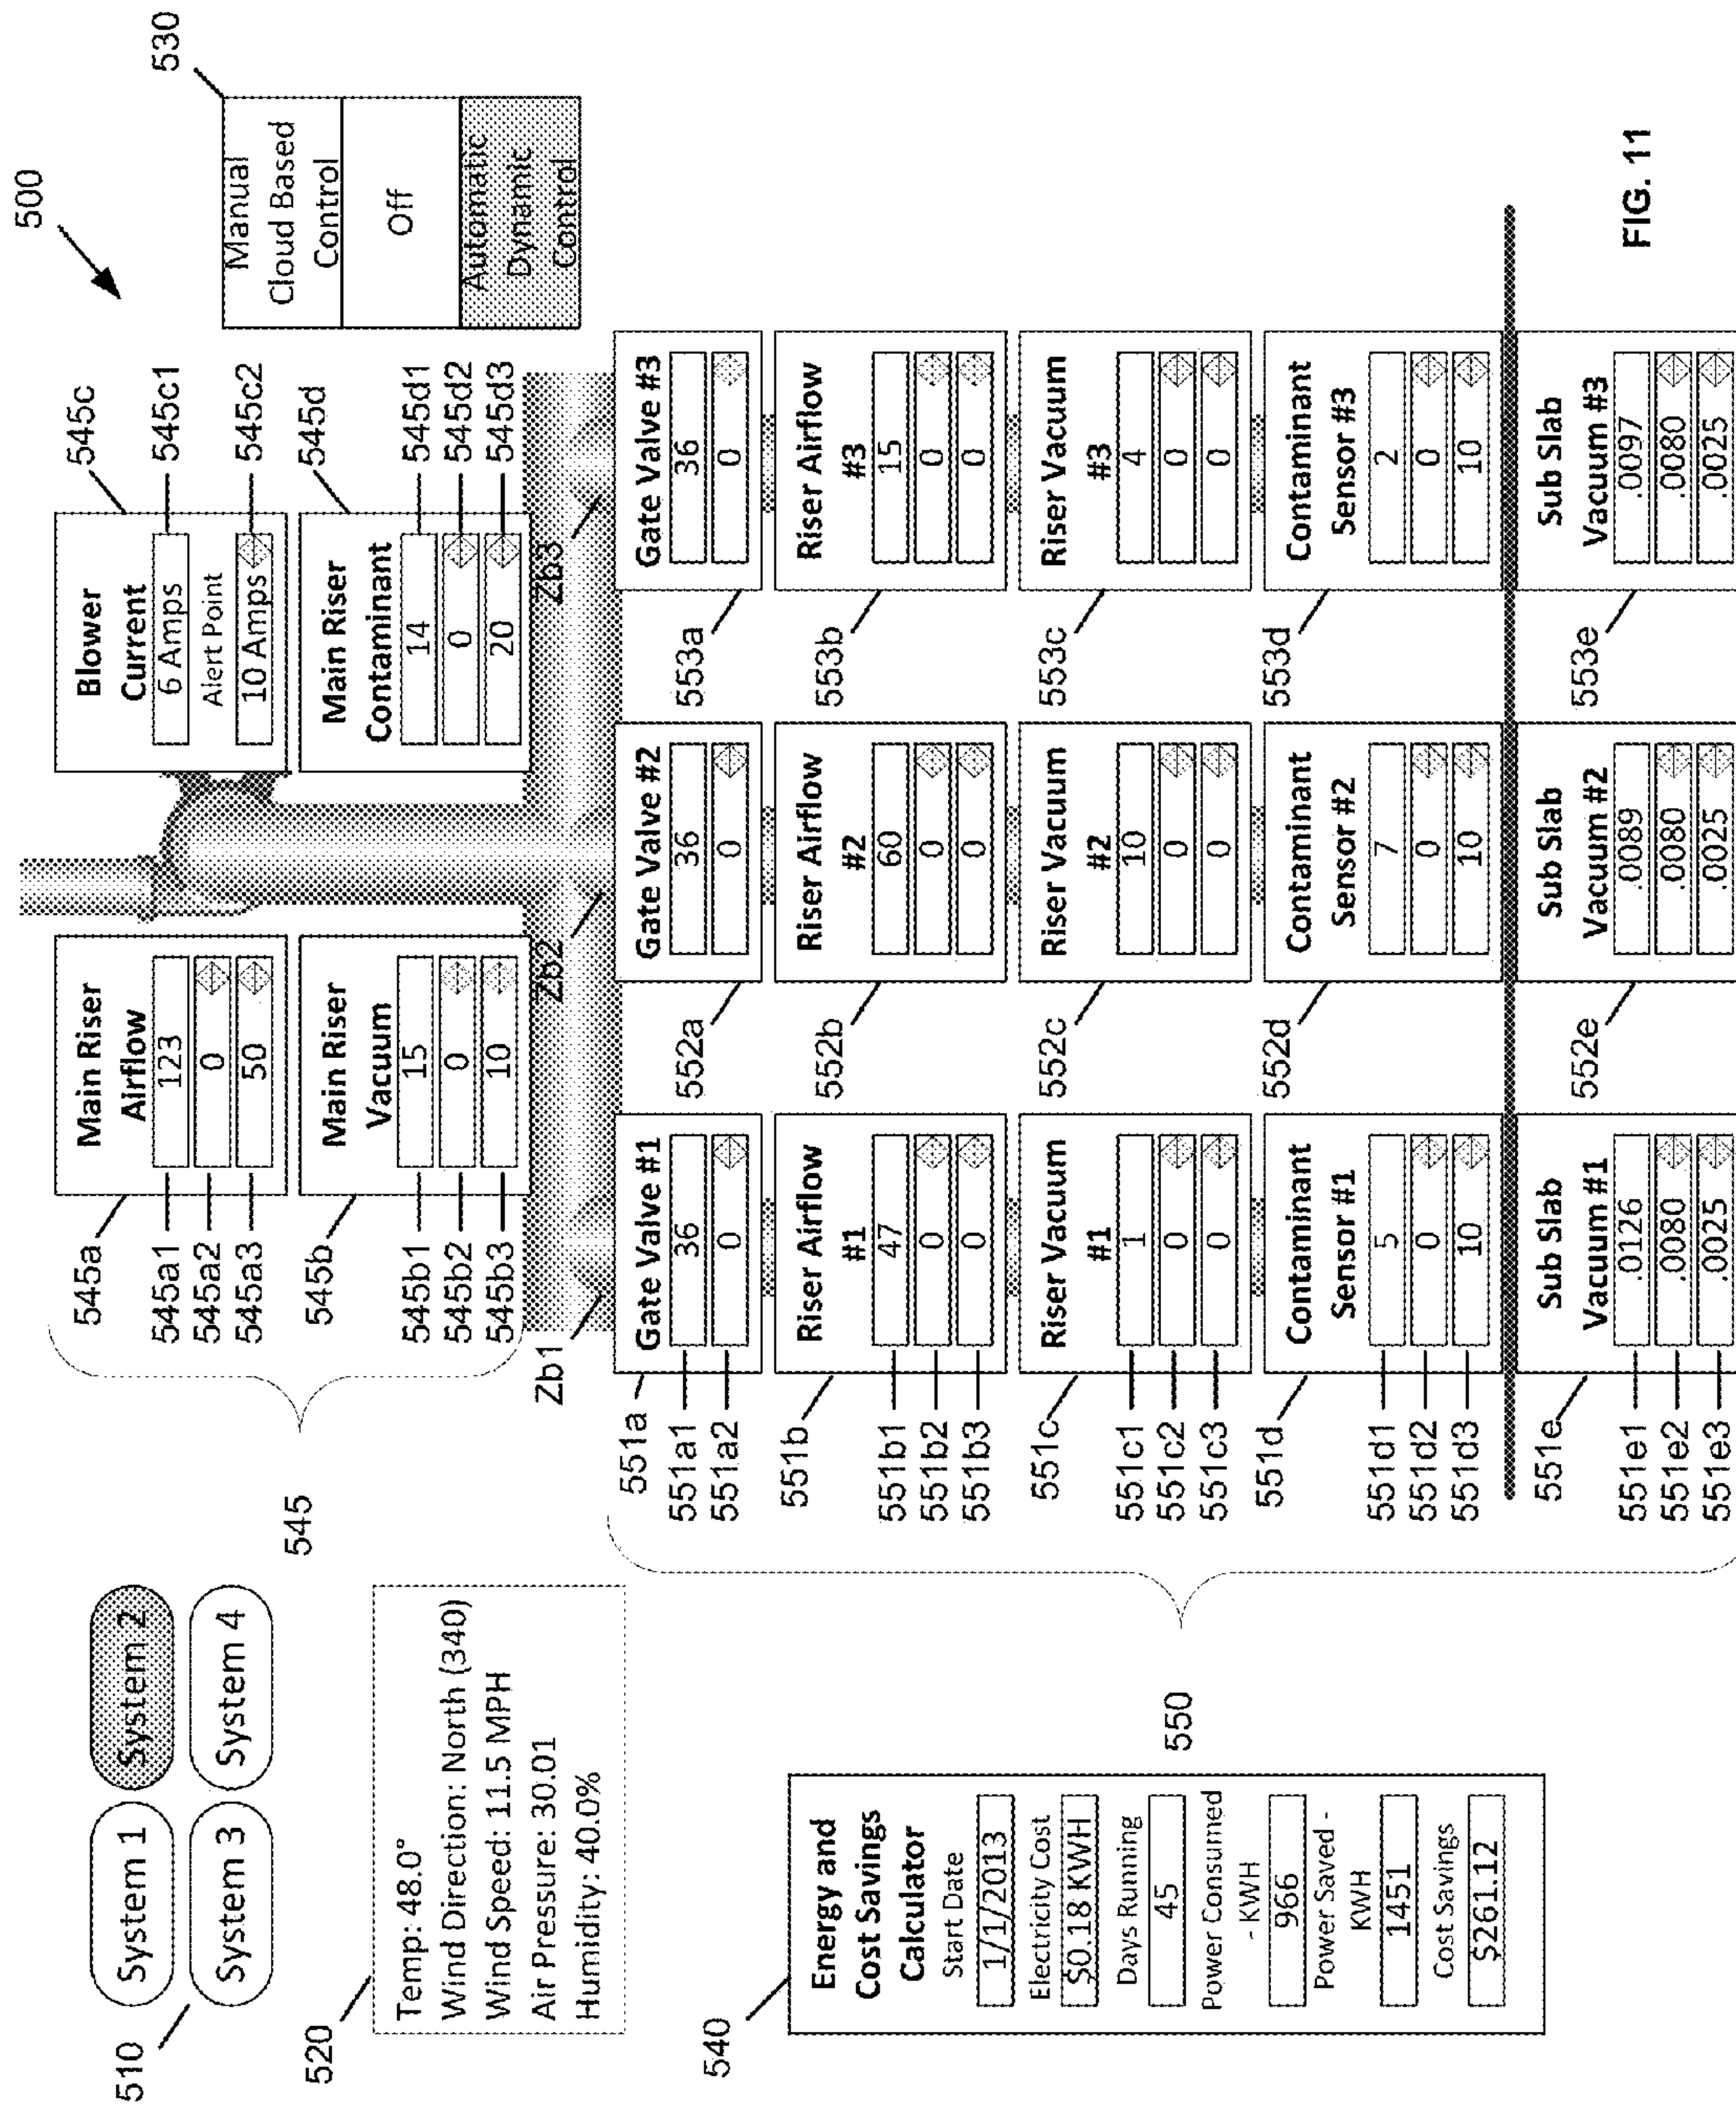 500
510
System 1
System 2
System 3
System 4
520
Temp: 48.0°
Wind Direction: North (340)
Wind Speed: 11.5 MPH
Air Pressure: 30.01
Humidity: 40.0%
530
Manual
Cloud Based
Control
Off
Automatic
Dynamic
Control
540
Energy and
Cost Savings
Calculator
Start Date
1/1/2013
Electricity Cost
$0.18 KWH
Days Running
45
Power Consumed
- KWH
966
Power Saved -
KWH
1451
Cost Savings
$261.12
545
545a
Main Riser
Airflow
545a1
123
545a2
0
545a3
50
545b
Main Riser
Vacuum
545b1
15
545b2
0
545b3
10
545c
Blower
Current
6 Amps
545c1
Alert Point
10 Amps
545c2
545d
Main Riser
Contaminant
14
545d1
0
545d2
20
545d3
Zb1
Zb2
Zb3
550
551a
Gate Valve #1
551a1
36
551a2
0
552a
Gate Valve #2
36
0
553a
Gate Valve #3
36
0
551b
Riser Airflow
#1
551b1
47
551b2
0
551b3
0
552b
Riser Airflow
#2
60
0
0
553b
Riser Airflow
#3
15
0
0
551c
Riser Vacuum
#1
551c1
1
551c2
0
551c3
0
552c
Riser Vacuum
#2
10
0
0
553c
Riser Vacuum
#3
4
0
0
551d
Contaminant
Sensor #1
551d1
5
551d2
0
551d3
10
552d
Contaminant
Sensor #2
7
0
10
553d
Contaminant
Sensor #3
2
0
10
551e
Sub Slab
Vacuum #1
551e1
.0126
551e2
.0080
551e3
.0025
552e
Sub Slab
Vacuum #2
.0089
.0080
.0025
553e
Sub Slab
Vacuum #3
.0097
.0080
.0025
FIG. 11